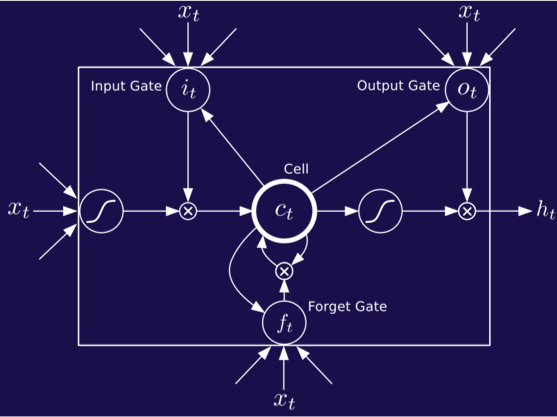 x_t
x_t
Input Gate
i_t
Output Gate
o_t
Cell
x_t
c_t
h_t
Forget Gate
f_t
x_t